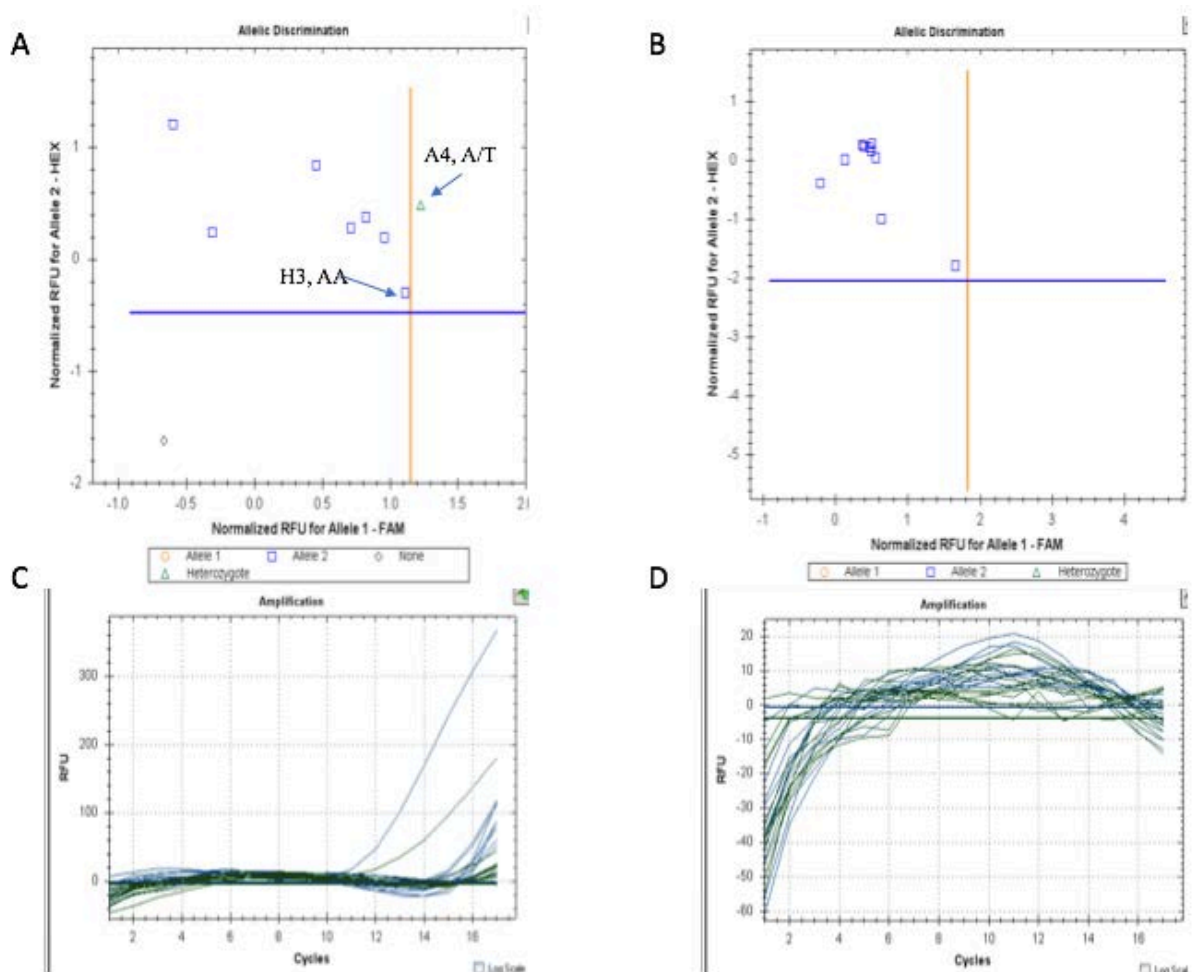 A
Allelic Discrimination
Normalized RFU for Allele 2 - HEX
1
0
-1
-2
A4, A/T
H3, AA
-1.0
-0.5
0.0
0.5
1.0
1.5
Normalized RFU for Allele 1 - FAM
Allele 1
Allele 2
None
Heterozygote
B
Allelic Discrimination
Normalized RFU for Allele 2 - HEX
1
0
-1
-2
-3
-4
-5
-1
0
1
2
3
4
Normalized RFU for Allele 1 - FAM
Allele 1
Allele 2
Heterozygote
C
Amplification
RFU
300
200
100
0
2
4
6
8
10
12
14
16
Cycles
Log Scale
D
Amplification
RFU
20
10
0
-10
-20
-30
-40
-50
-60
2
4
6
8
10
12
14
16
Cycles